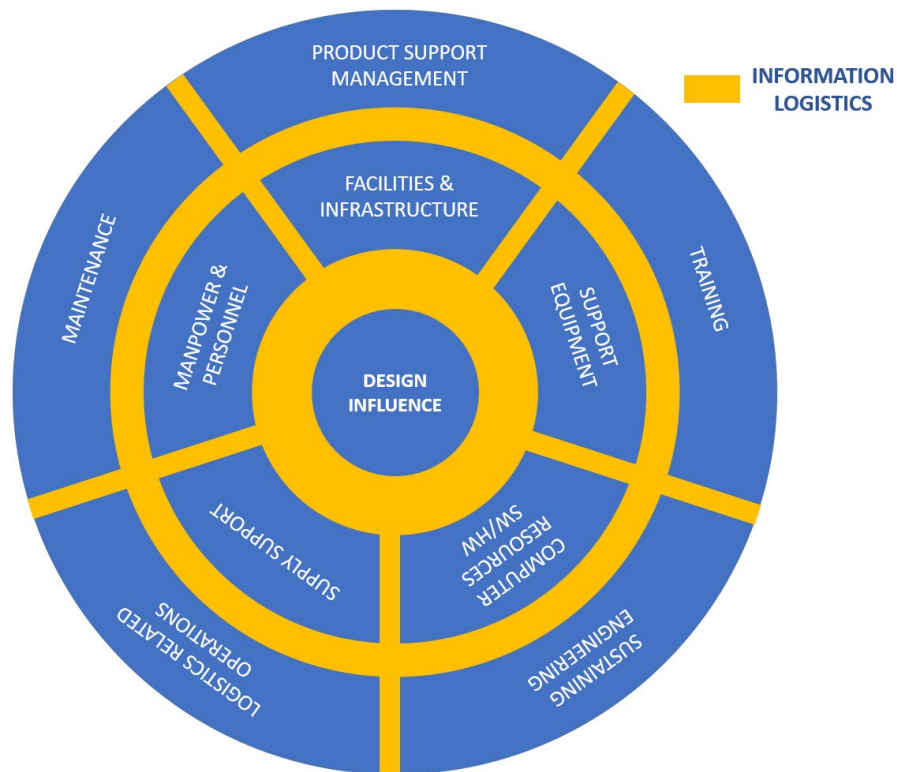 PRODUCT SUPPORT
MANAGEMENT
INFORMATION
LOGISTICS
FACILITIES &
INFRASTRUCTURE
MAINTENANCE
MANPOWER &
PERSONNEL
SUPPORT
EQUIPMENT
TRAINING
DESIGN
INFLUENCE
SUPPLY SUPPORT
COMPUTER
RESOURCES
SW/HW
LOGISTICS RELATED
OPERATIONS
SUSTAINING
ENGINEERING